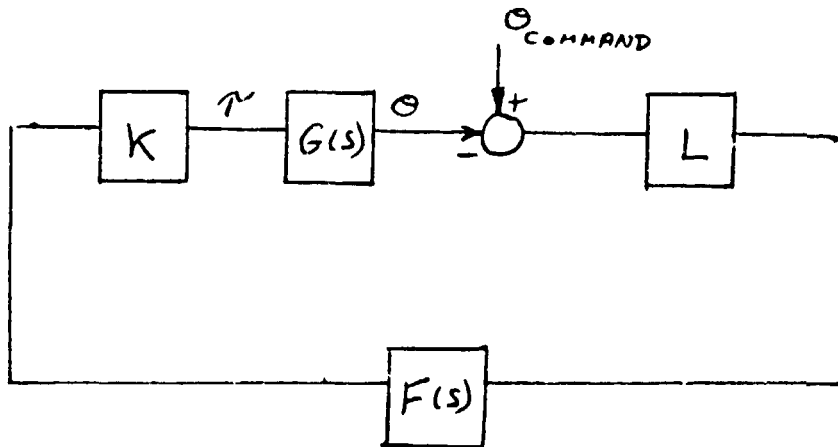 θ COMMAND
K
τ
G(s)
θ
+
−
L
F(s)